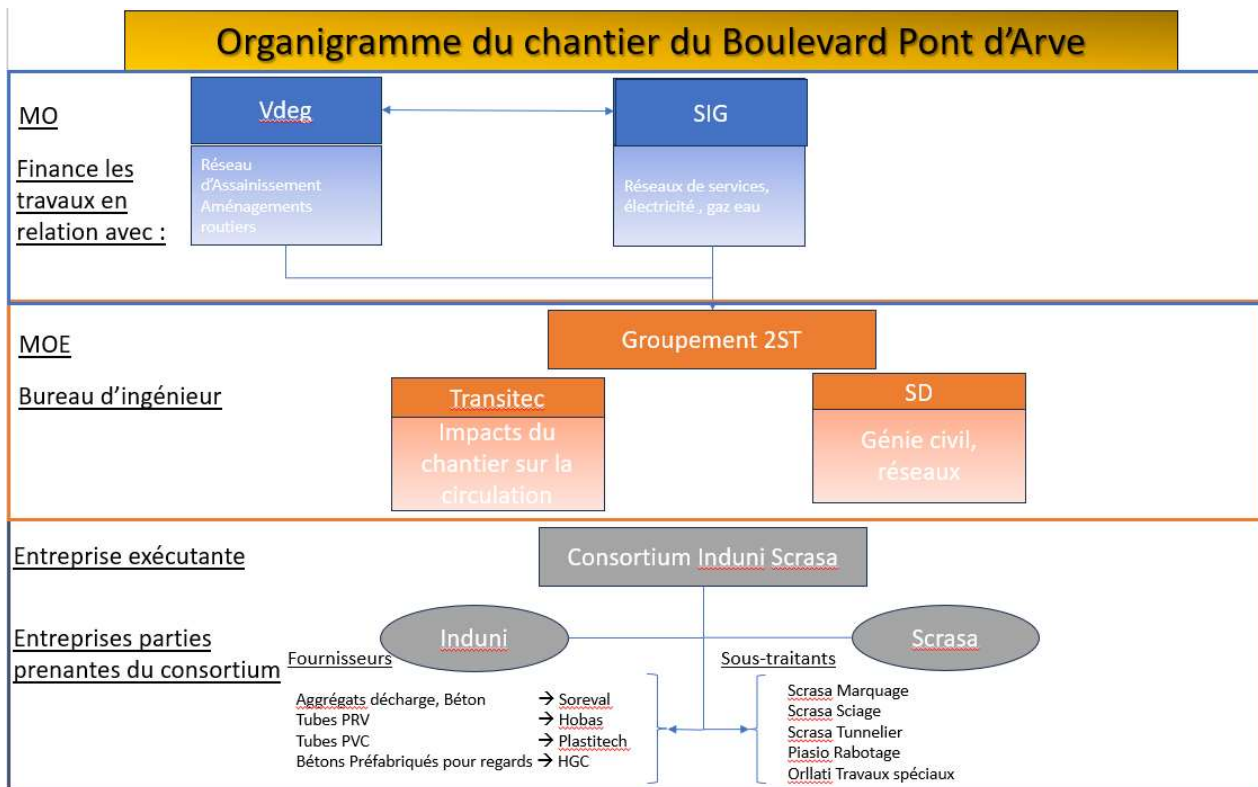 Organigramme du chantier du Boulevard Pont d'Arve
MO
Finance les
travaux en
relation avec :
Vdeg
Réseau
d'Assainissement
Aménagements
routiers
SIG
Réseaux de services,
électricité , gaz eau
MOE
Bureau d'ingénieur
Groupement 2ST
Transitec
Impacts du
chantier sur la
circulation
SD
Génie civil,
réseaux
Entreprise exécutante
Consortium Induni Scrasa
Entreprises parties
prenantes du consortium
Induni
Scrasa
Fournisseurs
Aggrégats décharge, Béton → Soreval
Tubes PRV → Hobas
Tubes PVC → Plastitech
Bétons Préfabriqués pour regards → HGC
Sous-traitants
Scrasa Marquage
Scrasa Sciage
Scrasa Tunnelier
Piasio Rabotage
Orllati Travaux spéciaux